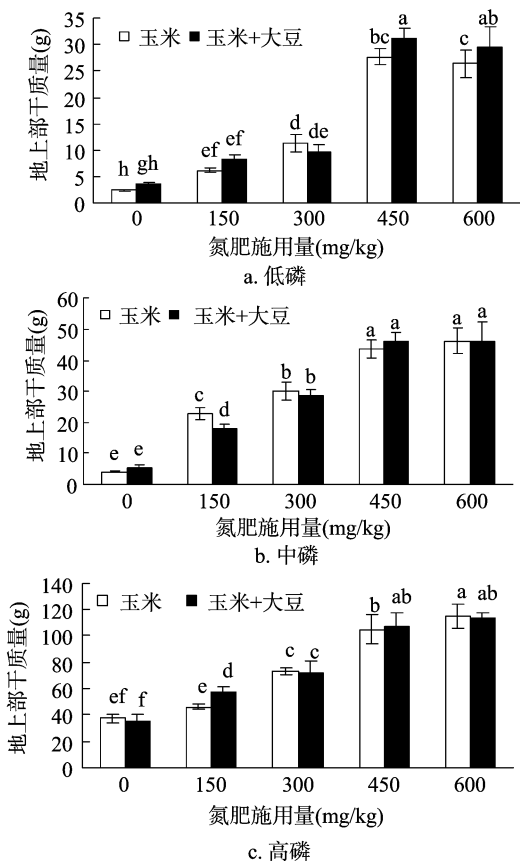 地上部干质量(g)
35
30
25
20
15
10
5
0
玉米 玉米+大豆
h gh ef ef d de bc a c ab
0 150 300 450 600
氮肥施用量(mg/kg)
a. 低磷
地上部干质量(g)
60
50
40
30
20
10
0
玉米 玉米+大豆
e e c d b b a a a a
0 150 300 450 600
氮肥施用量(mg/kg)
b. 中磷
地上部干质量(g)
140
120
100
80
60
40
20
0
玉米 玉米+大豆
ef f e d c c b ab a ab
0 150 300 450 600
氮肥施用量(mg/kg)
c. 高磷